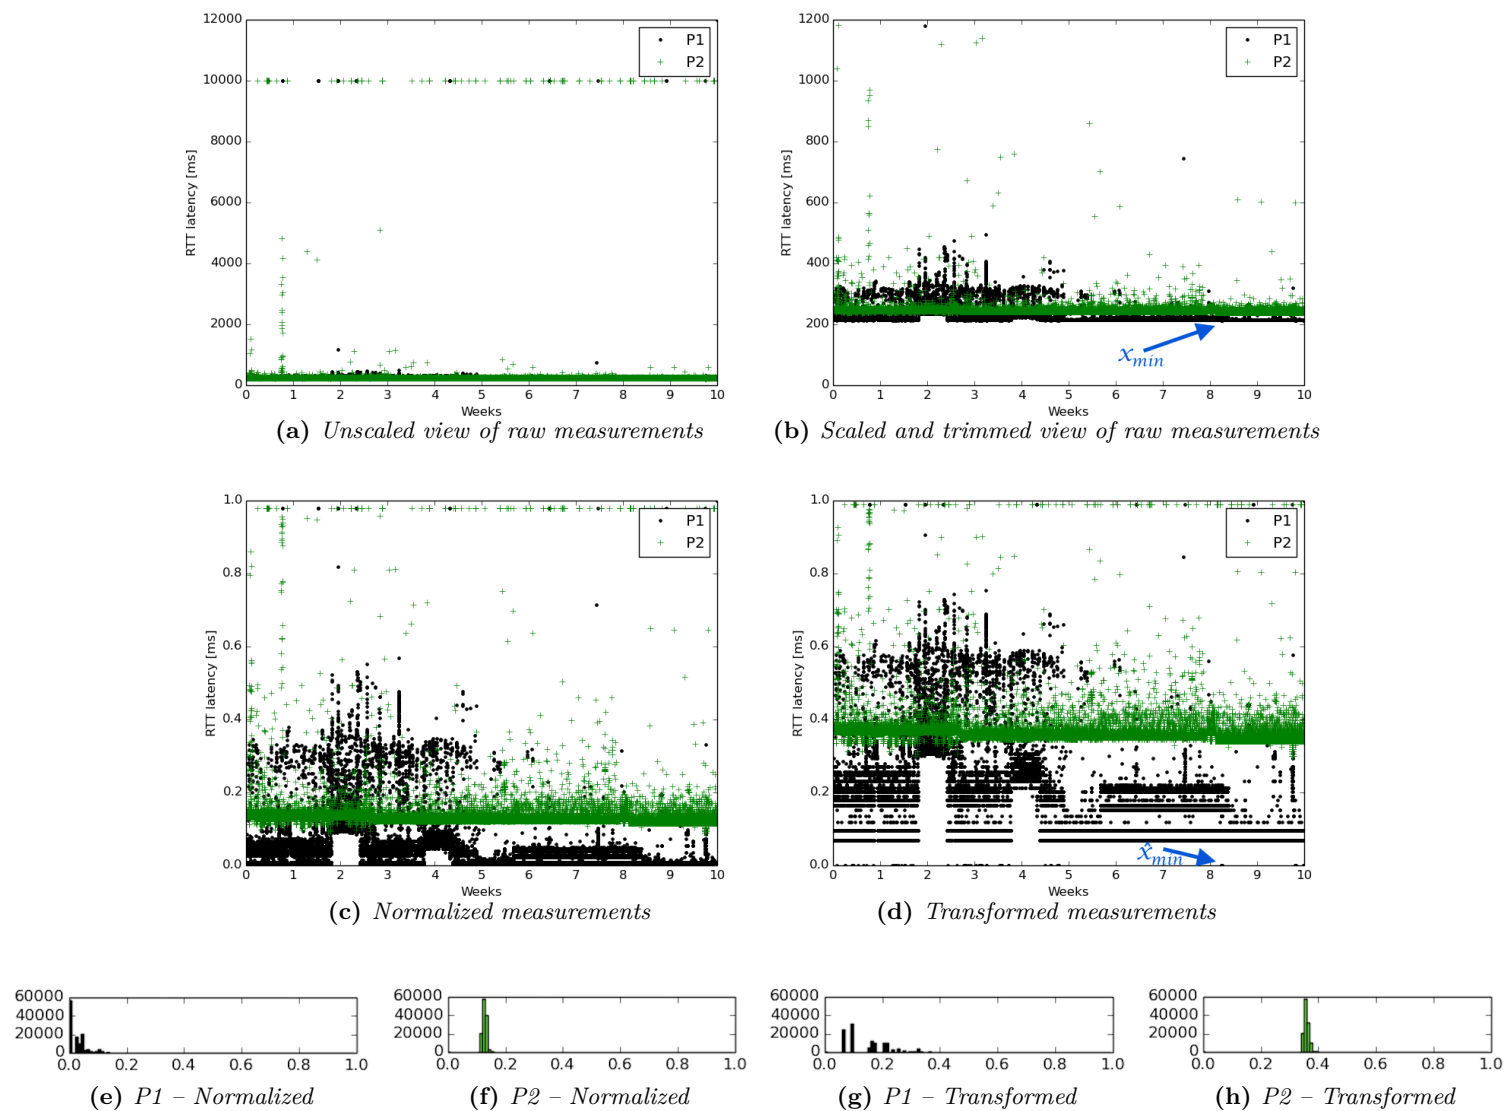 12000
10000
8000
6000
4000
2000
0
RTT latency [ms]
P1
P2
0 1 2 3 4 5 6 7 8 9 10
Weeks
(a) Unscaled view of raw measurements
1200
1000
800
600
400
200
0
RTT latency [ms]
P1
P2
x_min
0 1 2 3 4 5 6 7 8 9 10
Weeks
(b) Scaled and trimmed view of raw measurements
1.0
0.8
0.6
0.4
0.2
0.0
RTT latency [ms]
P1
P2
0 1 2 3 4 5 6 7 8 9 10
Weeks
(c) Normalized measurements
1.0
0.8
0.6
0.4
0.2
0.0
RTT latency [ms]
P1
P2
x̂_min
0 1 2 3 4 5 6 7 8 9 10
Weeks
(d) Transformed measurements
60000
40000
20000
0
0.0 0.2 0.4 0.6 0.8 1.0
(e) P1 – Normalized
60000
40000
20000
0
0.0 0.2 0.4 0.6 0.8 1.0
(f) P2 – Normalized
60000
40000
20000
0
0.0 0.2 0.4 0.6 0.8 1.0
(g) P1 – Transformed
60000
40000
20000
0
0.0 0.2 0.4 0.6 0.8 1.0
(h) P2 – Transformed